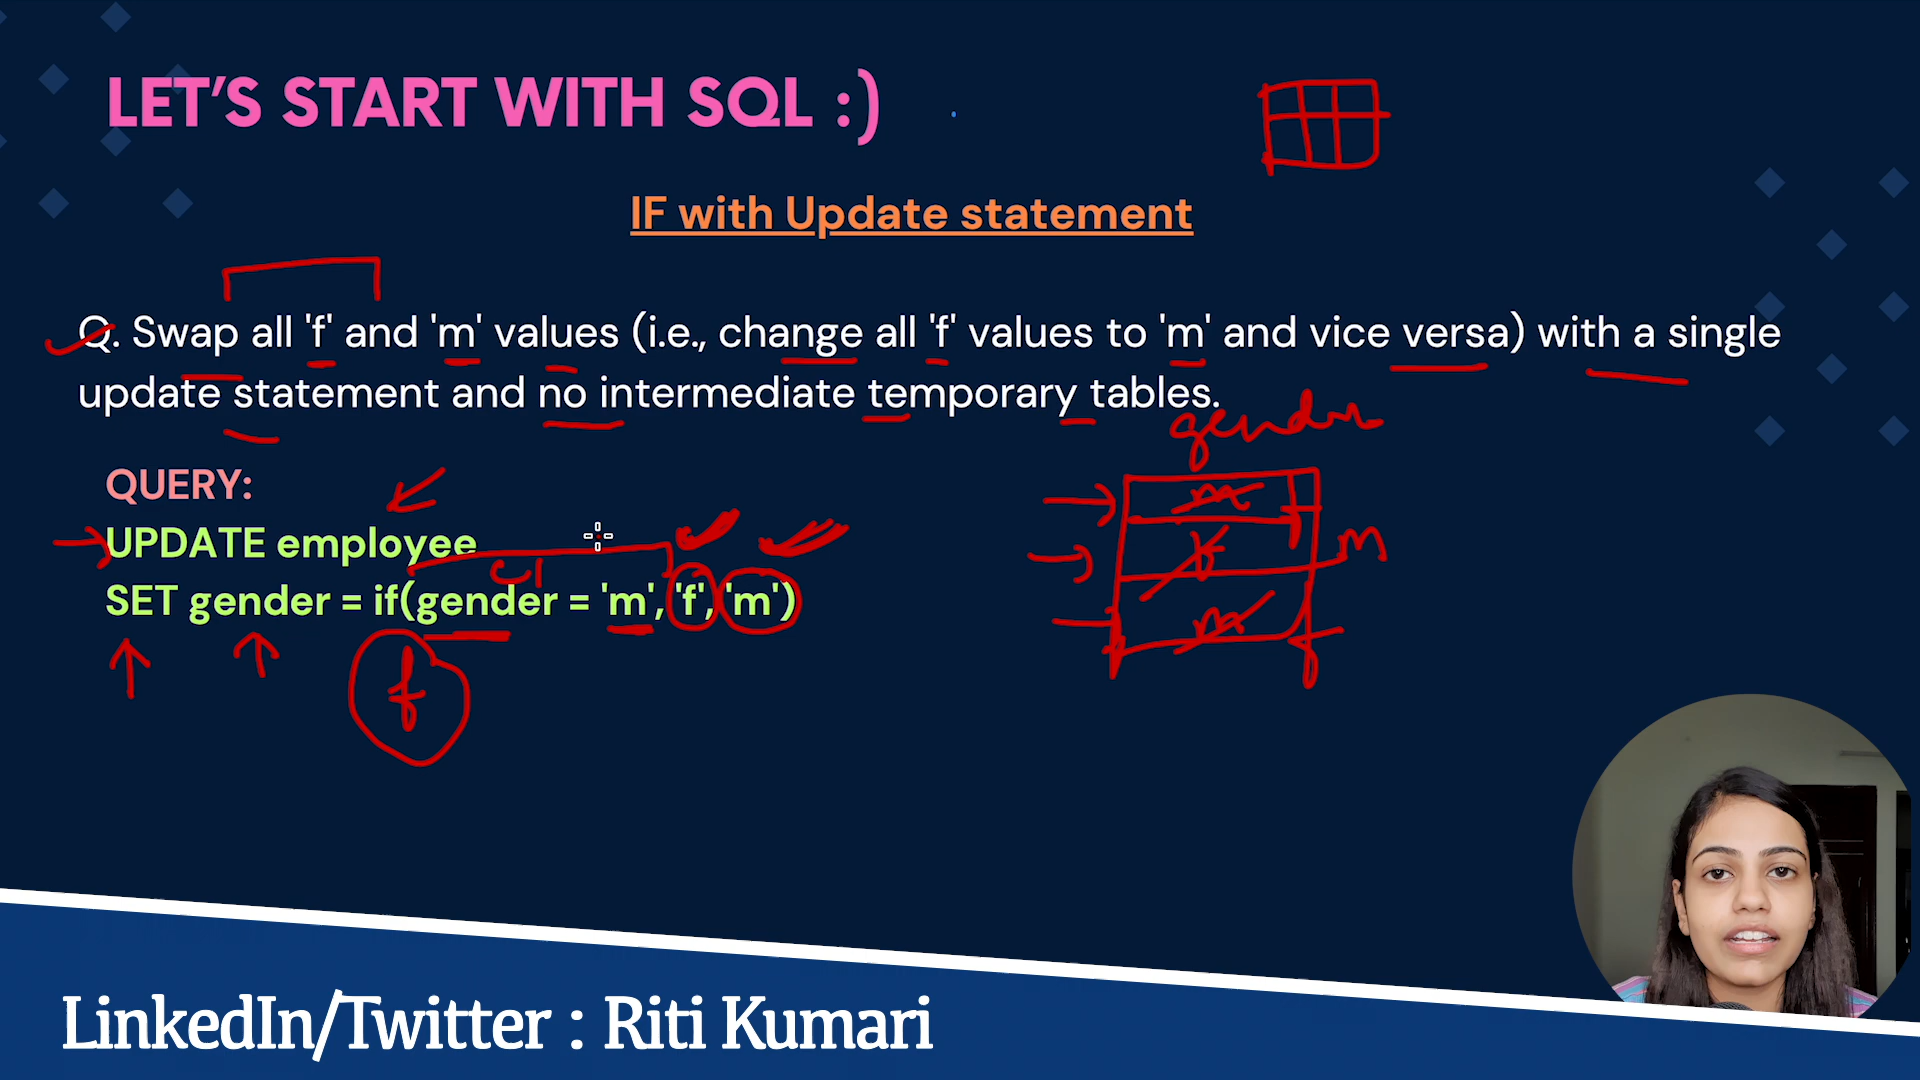 LET'S START WITH SQL :)
IF with Update statement
Q. Swap all 'f' and 'm' values (i.e., change all 'f' values to 'm' and vice versa) with a single
update statement and no intermediate temporary tables.
gender
QUERY:
UPDATE employee
SET gender = if(gender = 'm', 'f', 'm')
m f
f m
m f
f
LinkedIn/Twitter : Riti Kumari